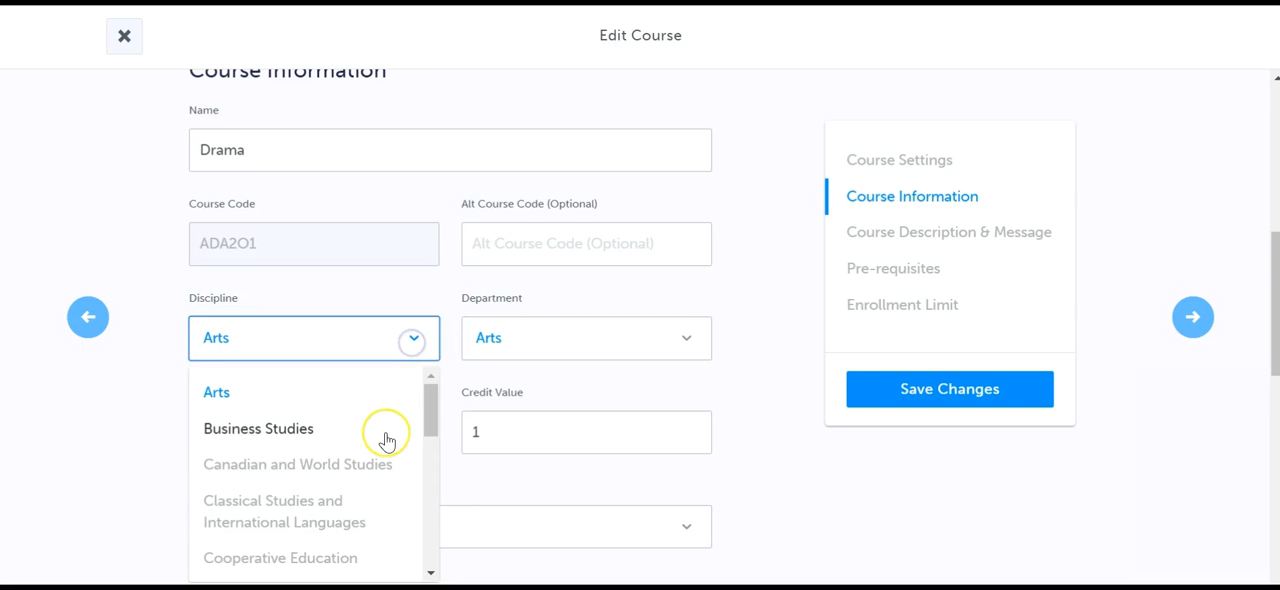 Edit Course
Course Information
Name
Drama
Course Code
Alt Course Code (Optional)
ADA2O1
Alt Course Code (Optional)
Discipline
Department
Arts
Arts
Arts
Business Studies
Canadian and World Studies
Classical Studies and
International Languages
Cooperative Education
Credit Value
1
Course Settings
Course Information
Course Description & Message
Pre-requisites
Enrollment Limit
Save Changes